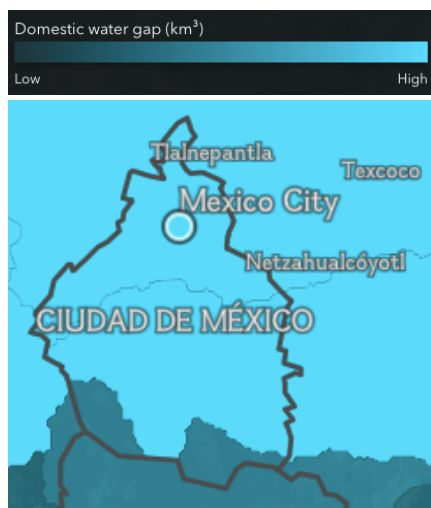 Domestic water gap (km³)
Low High
Tlalnepantla
Texcoco
Mexico City
Netzahualcóyotl
CIUDAD DE MÉXICO